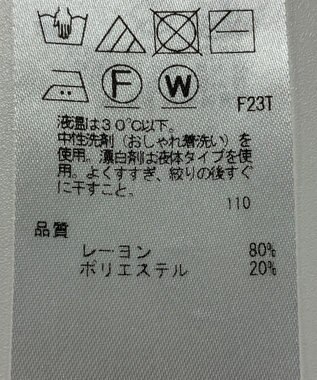 F W
F23T
液温は30℃以下。
中性洗剤（おしゃれ着洗い）を
使用。漂白剤は液体タイプを使
用。よくすすぎ、絞りの後すぐ
に干すこと。
110
品質
レーヨン 80%
ポリエステル 20%